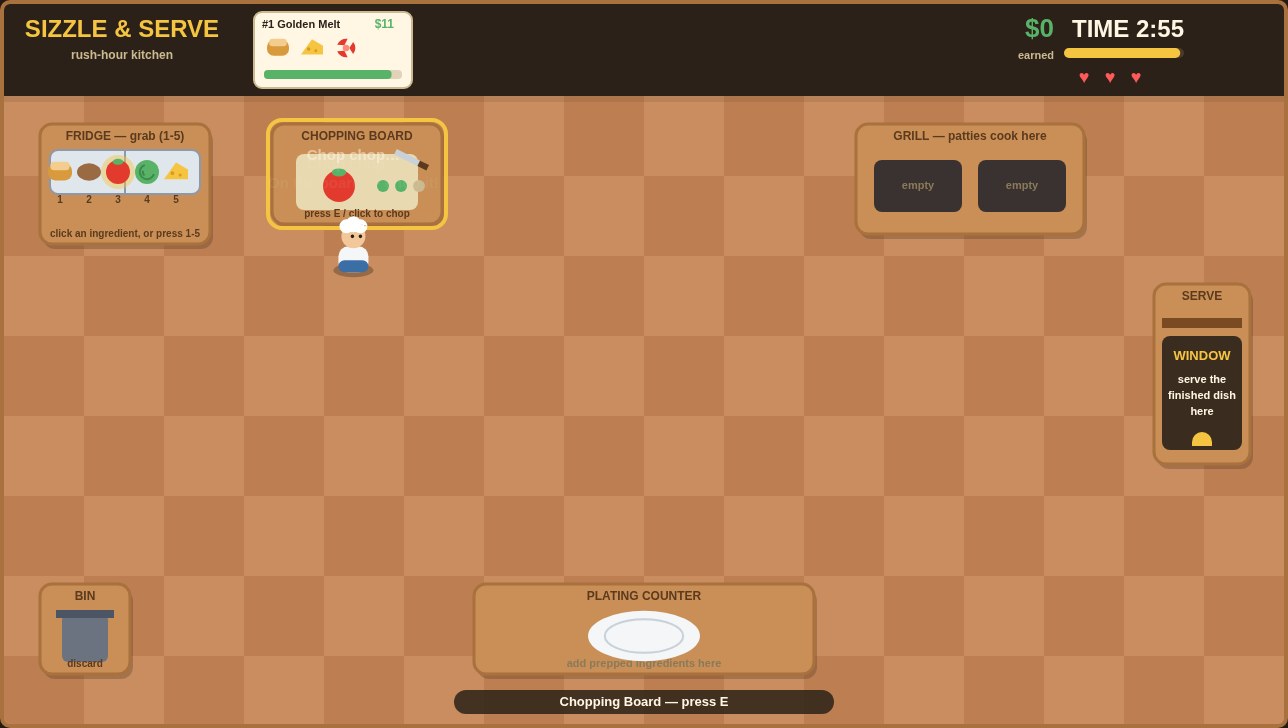 SIZZLE & SERVE
rush-hour kitchen
#1 Golden Melt $11
$0 TIME 2:55
earned
FRIDGE — grab (1-5)
1 2 3 4 5
click an ingredient, or press 1-5
CHOPPING BOARD
Chop chop...
press E / click to chop
GRILL — patties cook here
empty empty
SERVE
WINDOW
serve the
finished dish
here
BIN
discard
PLATING COUNTER
add prepped ingredients here
Chopping Board — press E